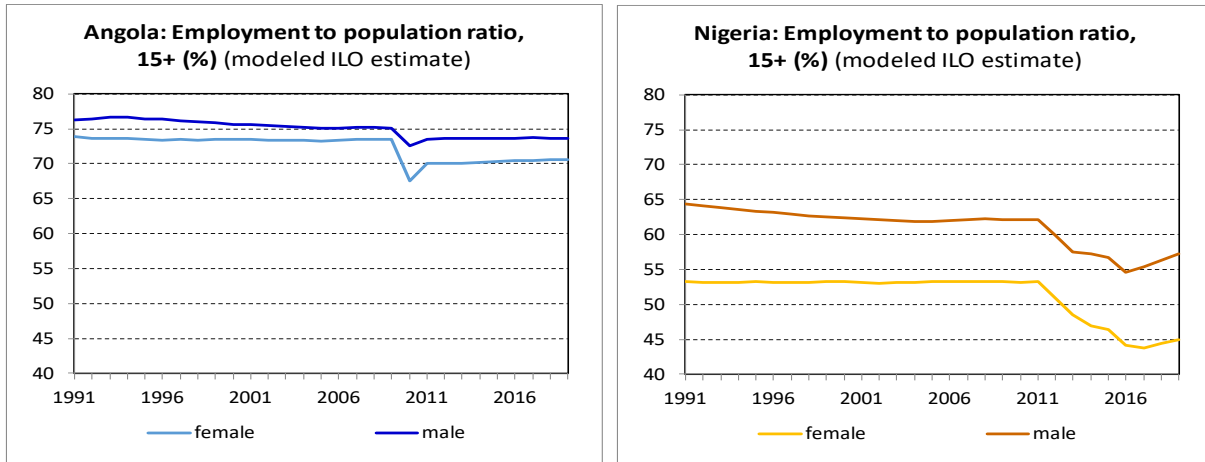 Angola: Employment to population ratio,
15+ (%) (modeled ILO estimate)
80
75
70
65
60
55
50
45
40
1991 1996 2001 2006 2011 2016
female male
Nigeria: Employment to population ratio,
15+ (%) (modeled ILO estimate)
80
75
70
65
60
55
50
45
40
1991 1996 2001 2006 2011 2016
female male